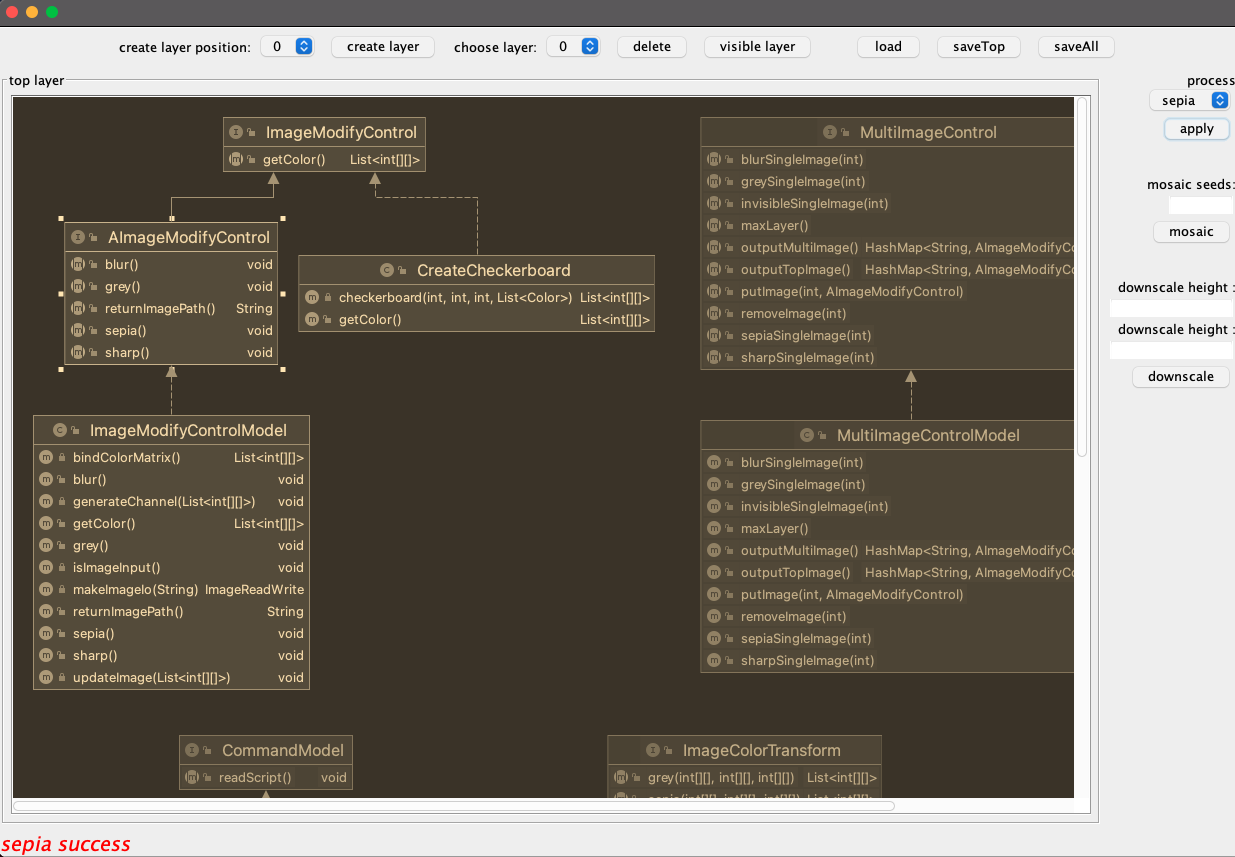 create layer position: 0 create layer choose layer: 0 delete visible layer load saveTop saveAll
top layer
process
sepia
apply
mosaic seeds:
mosaic
downscale height :
downscale height :
downscale
ImageModifyControl
getColor() List<int[][]>
AImageModifyControl
blur() void
grey() void
returnImagePath() String
sepia() void
sharp() void
CreateCheckerboard
checkerboard(int, int, int, List<Color>) List<int[][]>
getColor() List<int[][]>
ImageModifyControlModel
bindColorMatrix() List<int[][]>
blur() void
generateChannel(List<int[][]>) void
getColor() List<int[][]>
grey() void
isImageInput() void
makeImageIo(String) ImageReadWrite
returnImagePath() String
sepia() void
sharp() void
updateImage(List<int[][]>) void
MultiImageControl
blurSingleImage(int)
greySingleImage(int)
invisibleSingleImage(int)
maxLayer()
outputMultiImage() HashMap<String, AImageModifyCo
outputTopImage() HashMap<String, AImageModifyCo
putImage(int, AImageModifyControl)
removeImage(int)
sepiaSingleImage(int)
sharpSingleImage(int)
MultiImageControlModel
blurSingleImage(int)
greySingleImage(int)
invisibleSingleImage(int)
maxLayer()
outputMultiImage() HashMap<String, AImageModifyCo
outputTopImage() HashMap<String, AImageModifyCo
putImage(int, AImageModifyControl)
removeImage(int)
sepiaSingleImage(int)
sharpSingleImage(int)
CommandModel
readScript() void
ImageColorTransform
grey(int[][], int[][], int[][]) List<int[][]>
sepia success